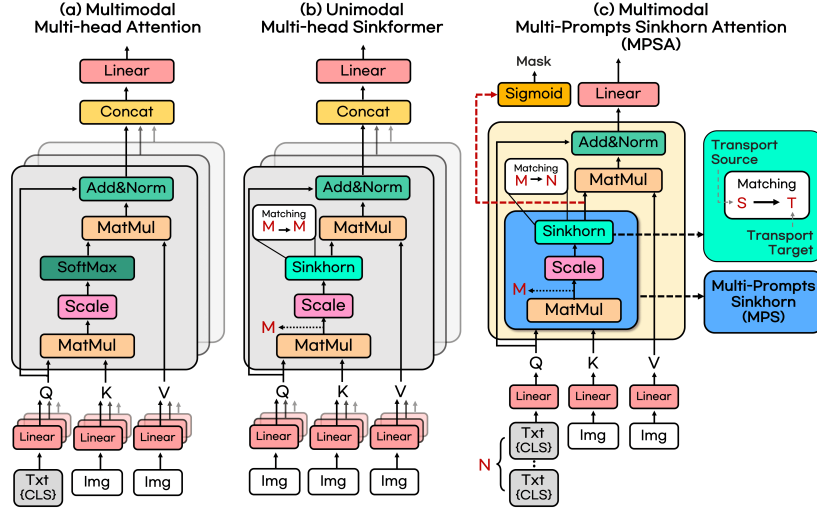 (a) Multimodal
Multi-head Attention
Linear
Concat
Add&Norm
MatMul
SoftMax
Scale
MatMul
Q
K
V
Linear
Linear
Linear
Txt
{CLS}
Img
Img
(b) Unimodal
Multi-head Sinkformer
Linear
Concat
Add&Norm
Matching
M → M
MatMul
Sinkhorn
Scale
M
MatMul
Q
K
V
Linear
Linear
Linear
Img
Img
Img
(c) Multimodal
Multi-Prompts Sinkhorn Attention
(MPSA)
Mask
Sigmoid
Linear
Add&Norm
Matching
M → N
MatMul
Sinkhorn
Scale
M
MatMul
Q
K
V
Linear
Linear
Linear
Txt
{CLS}
Img
Img
N
Txt
{CLS}
Transport
Source
Matching
S → T
Transport
Target
Multi-Prompts
Sinkhorn
(MPS)